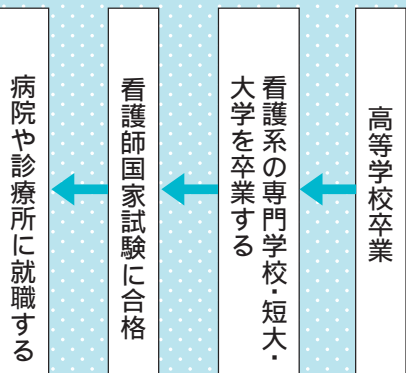 高等学校卒業
看護系の専門学校・短大・
大学を卒業する
看護師国家試験に合格
病院や診療所に就職する